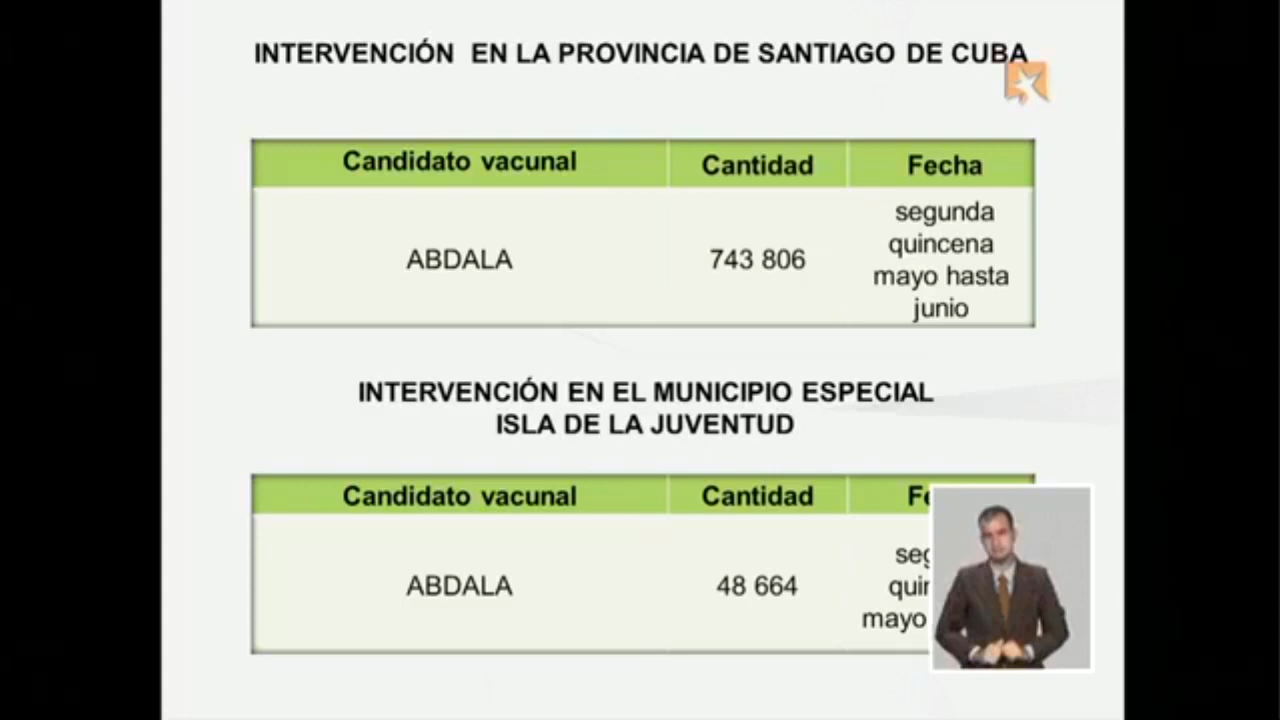 INTERVENCIÓN EN LA PROVINCIA DE SANTIAGO DE CUBA
Candidato vacunal Cantidad Fecha
ABDALA 743 806 segunda
quincena
mayo hasta
junio
INTERVENCIÓN EN EL MUNICIPIO ESPECIAL
ISLA DE LA JUVENTUD
Candidato vacunal Cantidad
ABDALA 48 664
mayo